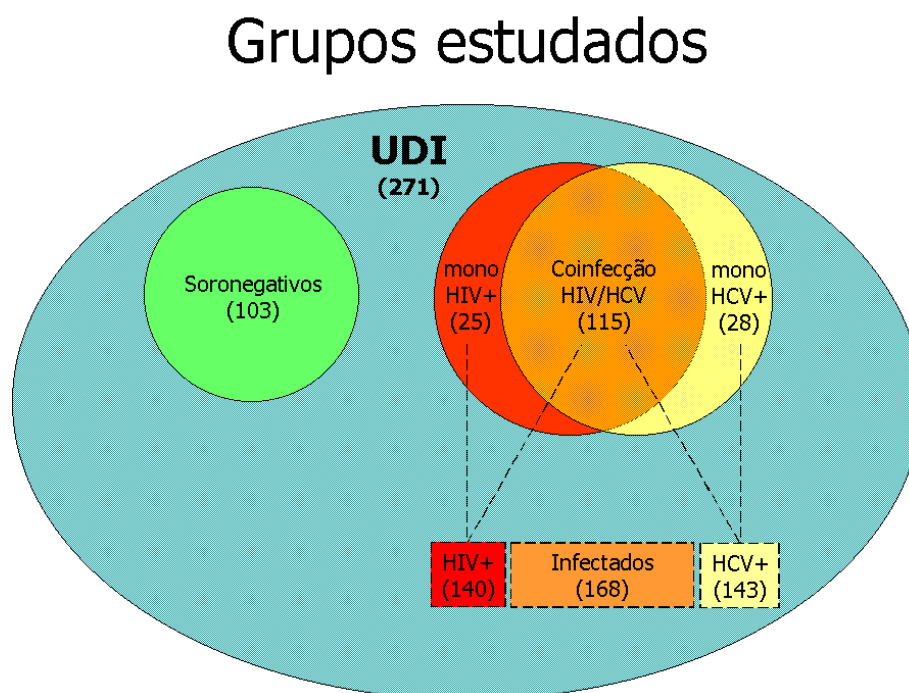 Grupos estudados
UDI
(271)
Soronegativos
(103)
mono
HIV+
(25)
Coinfecção
HIV/HCV
(115)
mono
HCV+
(28)
HIV+
(140)
Infectados
(168)
HCV+
(143)